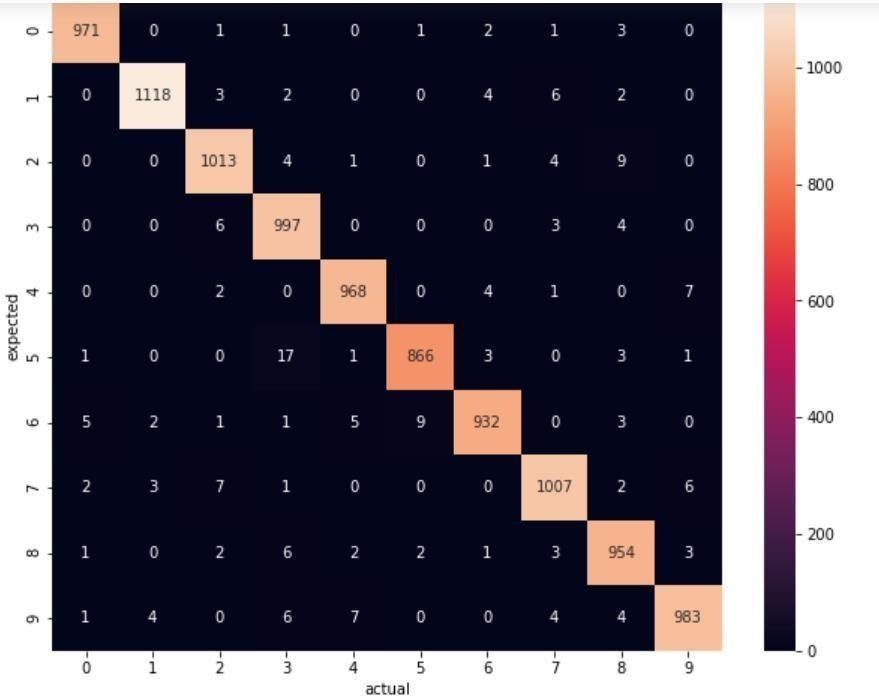 0 971 0 1 1 0 1 2 1 3 0
1 0 1118 3 2 0 0 4 6 2 0
2 0 0 1013 4 1 0 1 4 9 0
3 0 0 6 997 0 0 0 3 4 0
4 0 0 2 0 968 0 4 1 0 7
5 1 0 0 17 1 866 3 0 3 1
6 5 2 1 1 5 9 932 0 3 0
7 2 3 7 1 0 0 0 1007 2 6
8 1 0 2 6 2 2 1 3 954 3
9 1 4 0 6 7 0 0 4 4 983
0 1 2 3 4 5 6 7 8 9
actual
expected
1000
800
600
400
200
0